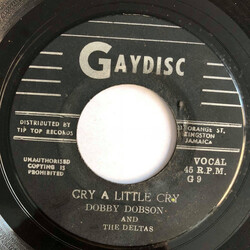 GAYDISC
DISTRIBUTED BY
TIP TOP RECORDS
ORANGE ST.
KINGSTON
JAMAICA
UNAUTHORISED
COPYING IS
PROHIBITED
VOCAL
45 R.P.M.
G 9
CRY A LITTLE CRY
DOBBY DOBSON
AND
THE DELTAS